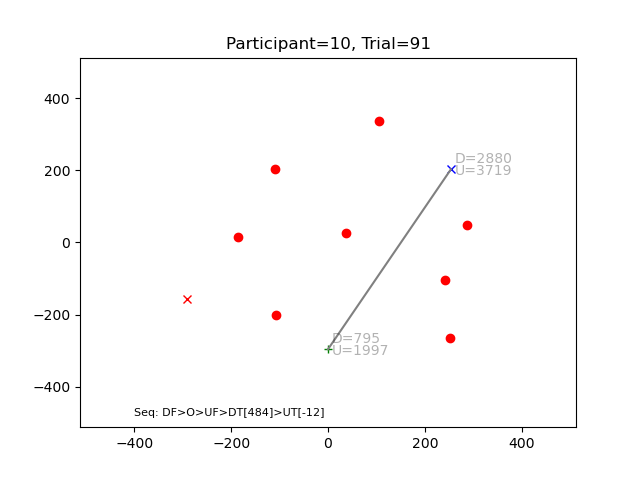 Participant=10, Trial=91
400
200
0
−200
−400
D=2880
U=3719
D=795
U=1997
Seq: DF>O>UF>DT[484]>UT[-12]
−400
−200
0
200
400